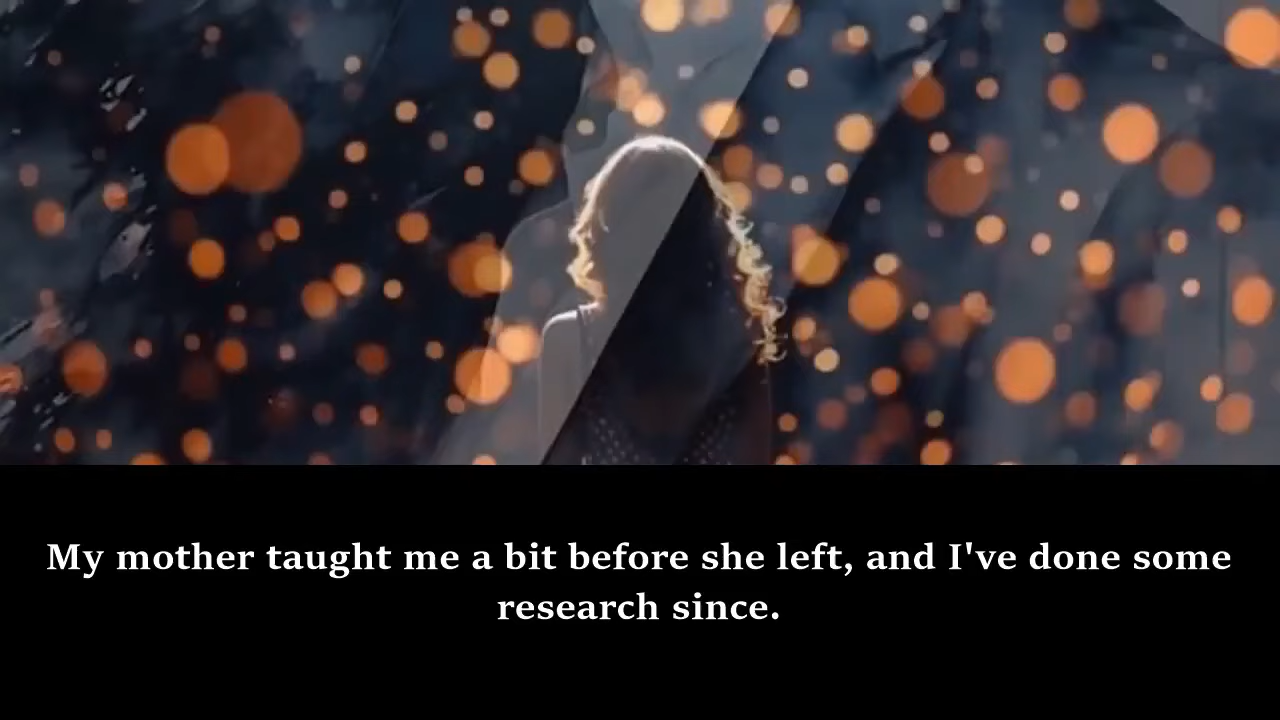 My mother taught me a bit before she left, and I've done some
research since.